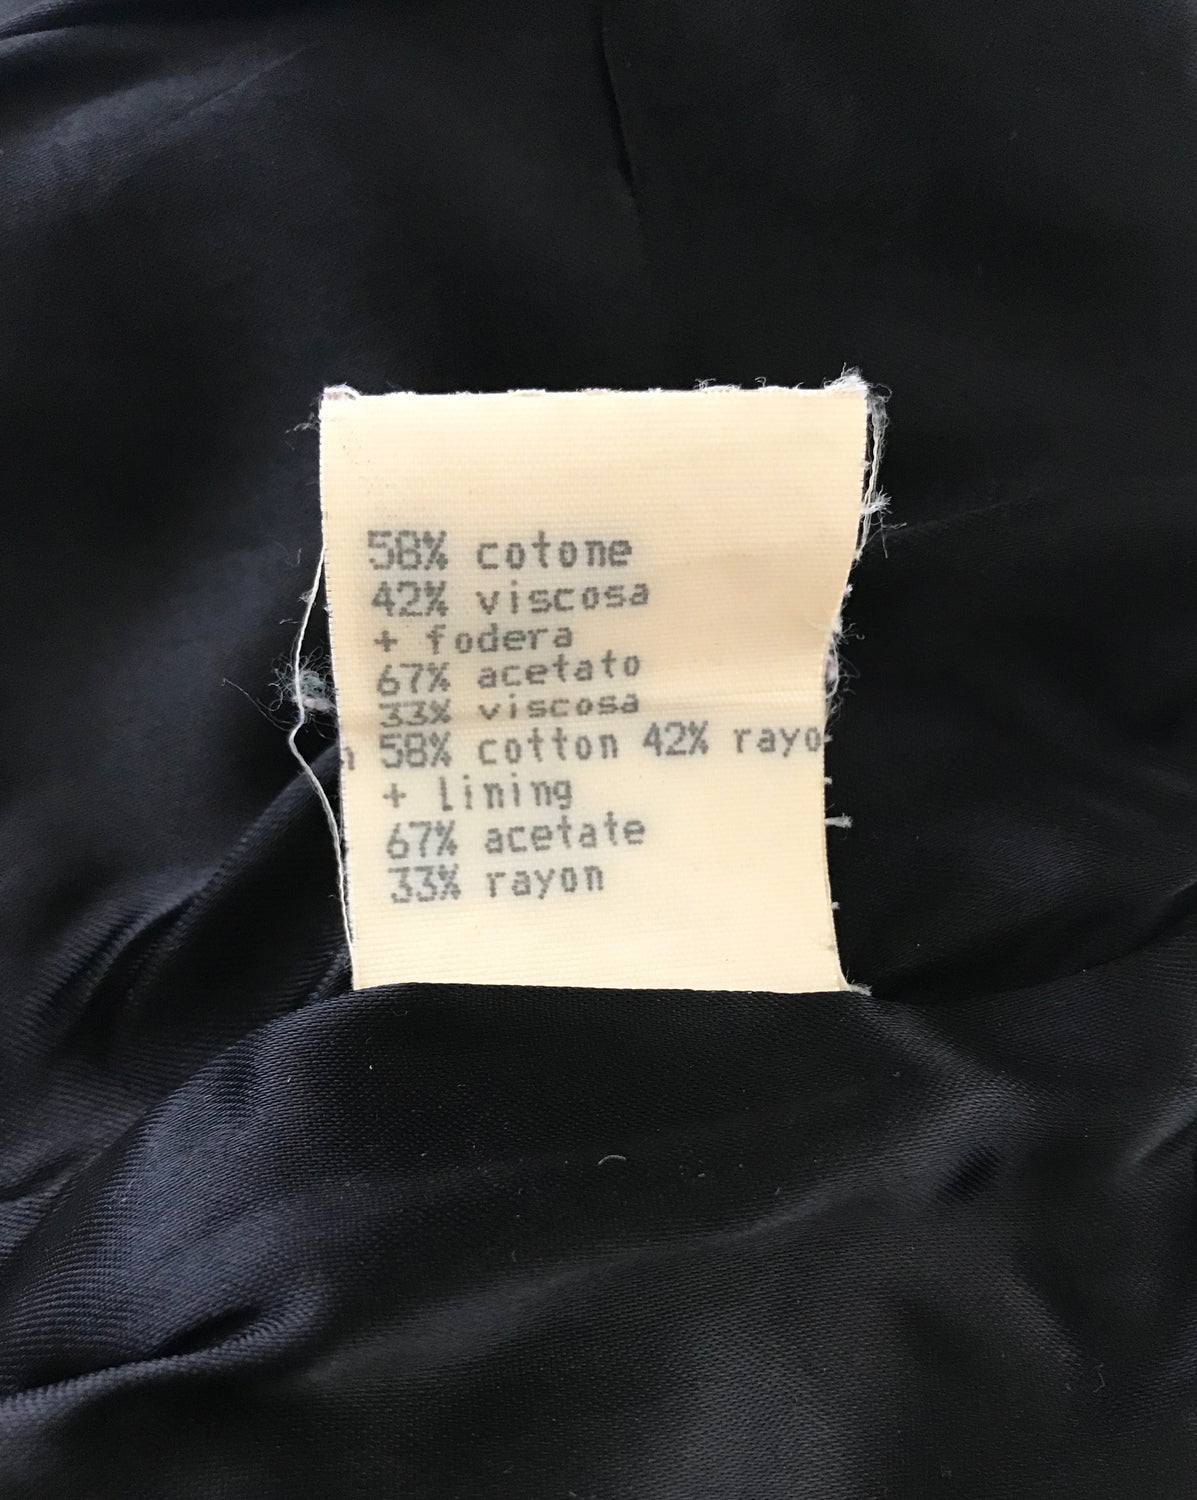 58% cotone
42% viscosa
+ fodera
67% acetato
33% viscosa
n 58% cotton 42% rayo
+ lining
67% acetate
33% rayon